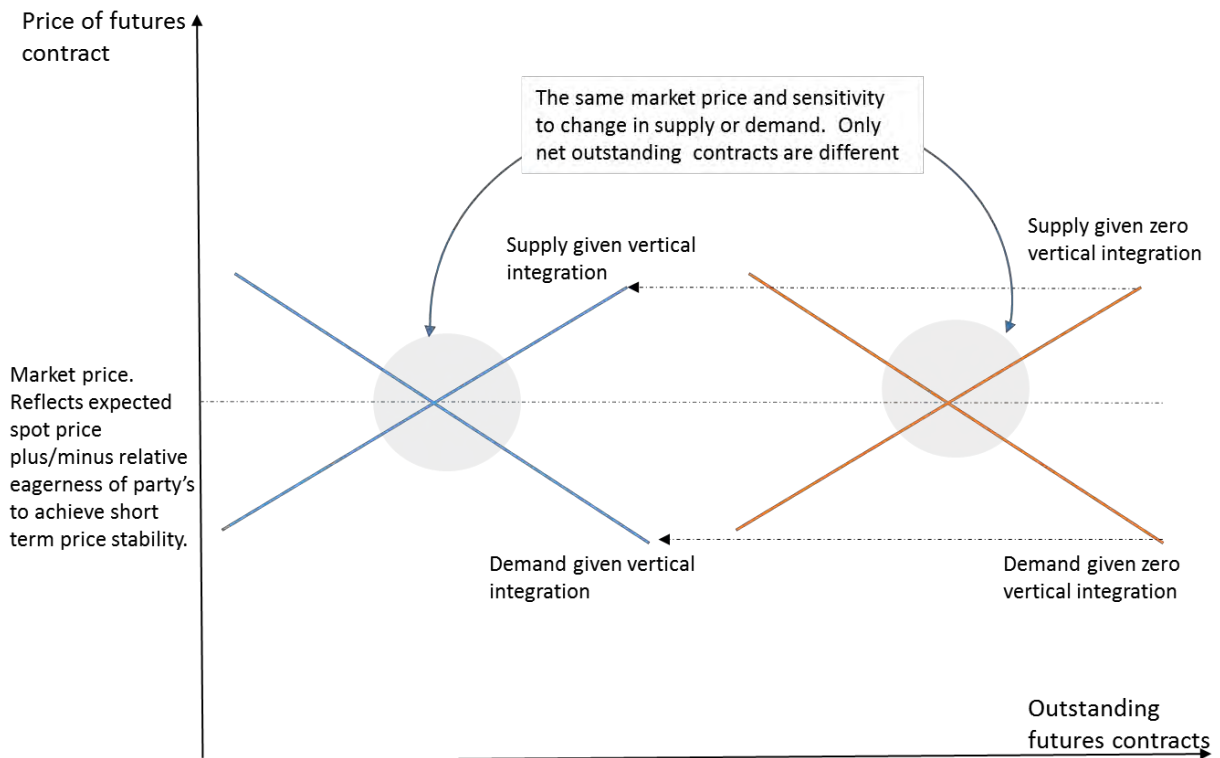 Price of futures
contract
The same market price and sensitivity
to change in supply or demand.  Only
net outstanding  contracts are different
Supply given vertical
integration
Supply given zero
vertical integration
Market price.
Reflects expected
spot price
plus/minus relative
eagerness of party’s
to achieve short
term price stability.
Demand given vertical
integration
Demand given zero
vertical integration
Outstanding
futures contracts